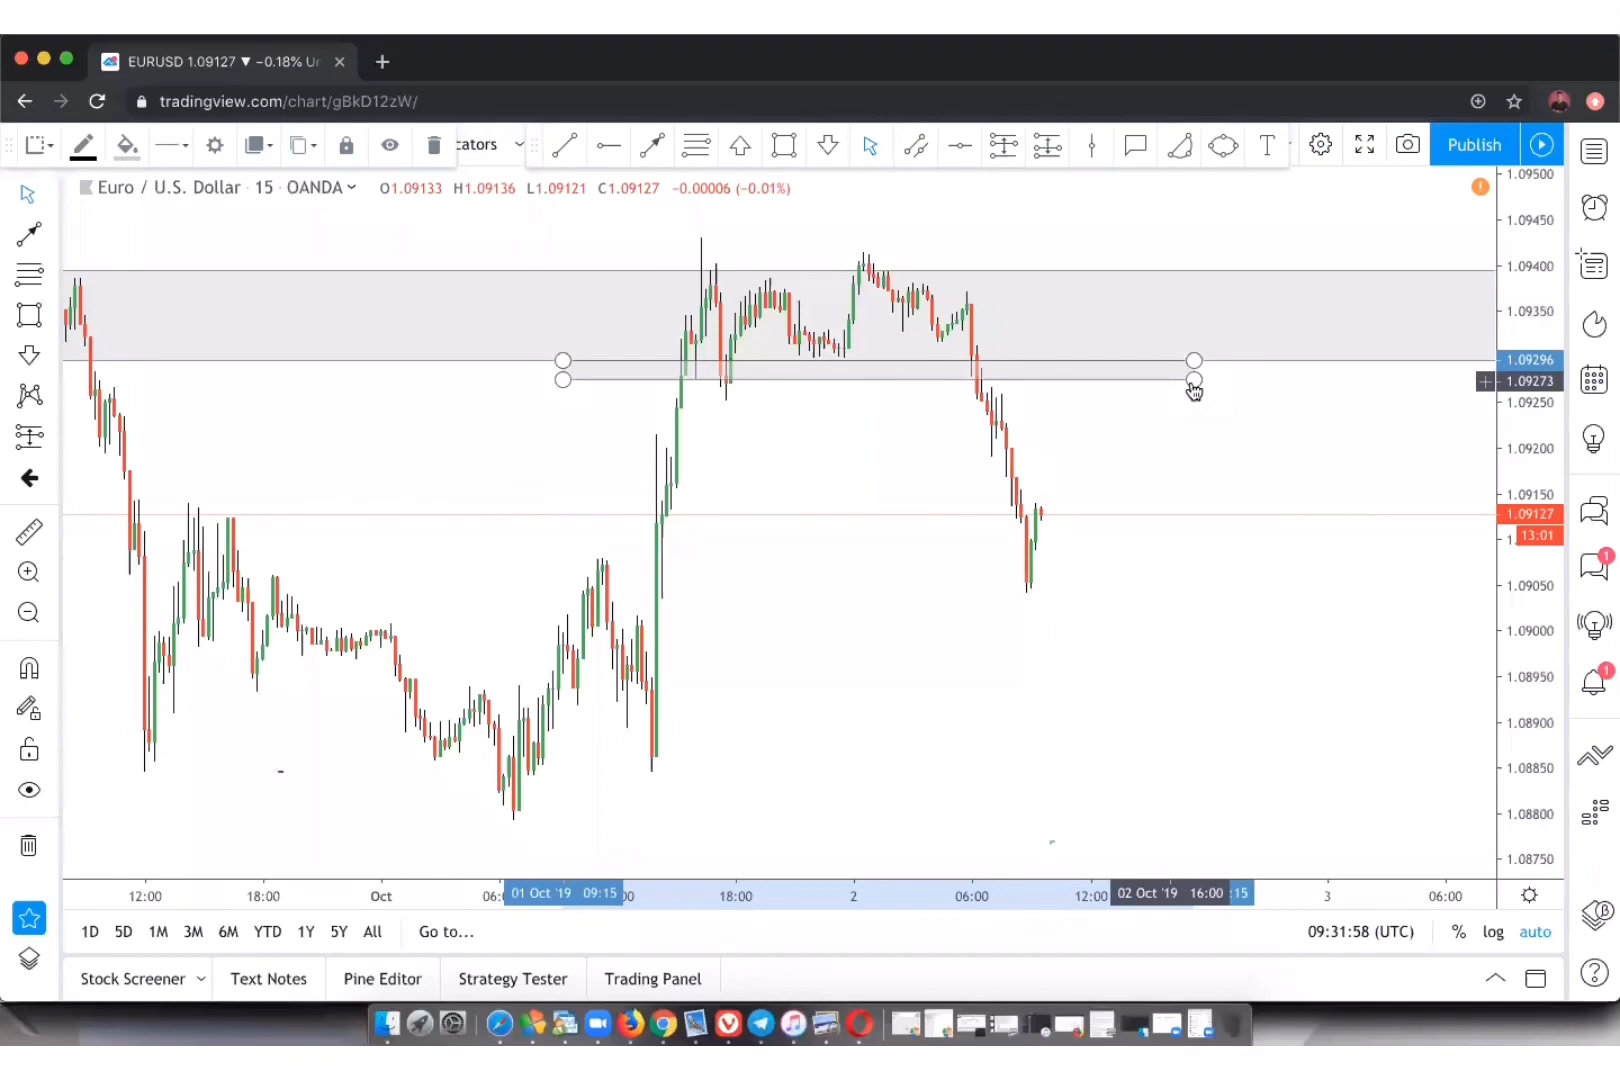 EURUSD 1.09127 ▼ −0.18% Ur
tradingview.com/chart/gBkD12zW/
cators
T
Publish
Euro / U.S. Dollar · 15 · OANDA
O1.09133 H1.09136 L1.09121 C1.09127 −0.00006 (−0.01%)
1.09500
1.09450
1.09400
1.09350
1.09296
1.09273
1.09250
1.09200
1.09150
1.09127
13:01
1.09050
1.09000
1.08950
1.08900
1.08850
1.08800
1.08750
1
1
12:00 18:00 Oct 06: 01 Oct '19 09:15 00 18:00 2 06:00 12:00 02 Oct '19 16:00 :15 3 06:00
1D 5D 1M 3M 6M YTD 1Y 5Y All Go to... 09:31:58 (UTC) % log auto
Stock Screener Text Notes Pine Editor Strategy Tester Trading Panel